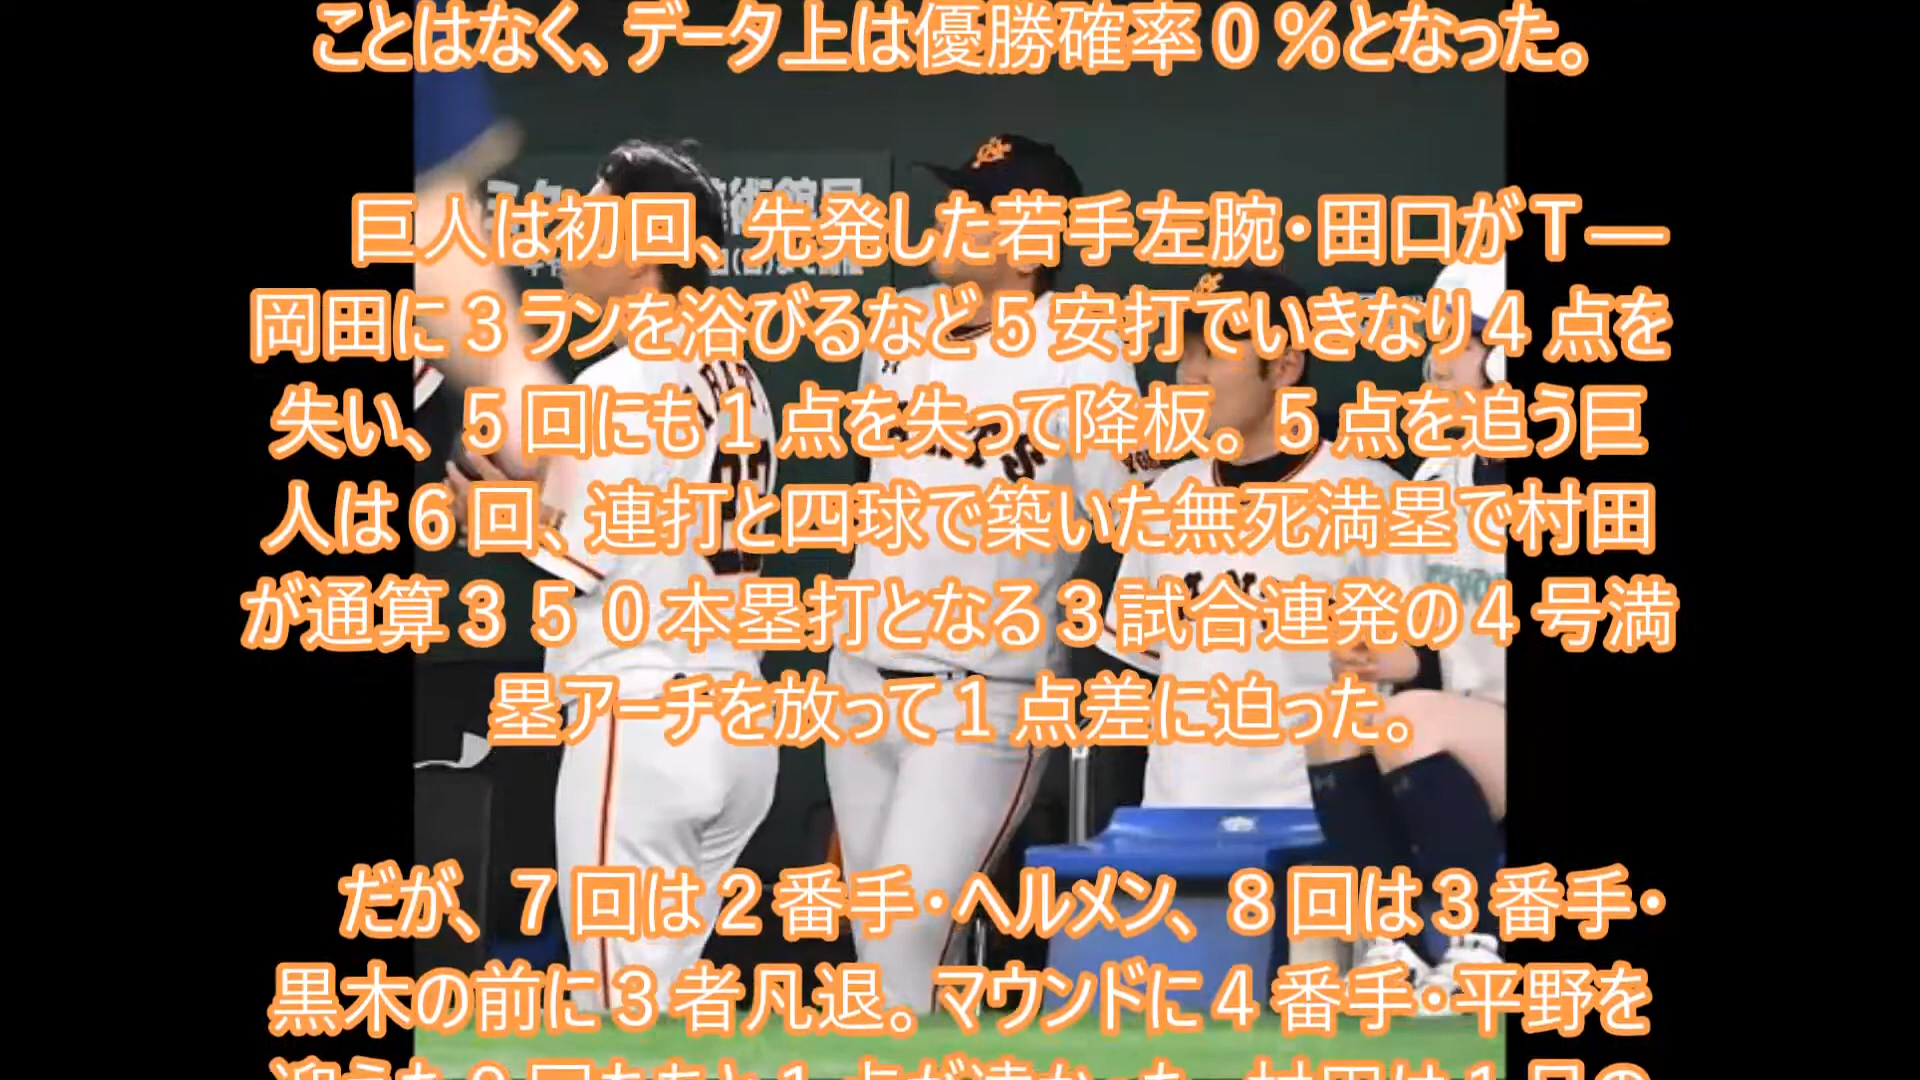 ことはなく、データ上は優勝確率０％となった。
巨人は初回、先発した若手左腕・田口がＴ―
岡田に３ランを浴びるなど５安打でいきなり４点を
失い、５回にも１点を失って降板。５点を追う巨
人は６回、連打と四球で築いた無死満塁で村田
が通算３５０本塁打となる３試合連発の４号満
塁アーチを放って１点差に迫った。
だが、７回は２番手・ヘルメン、８回は３番手・
黒木の前に３者凡退。マウンドに４番手・平野を